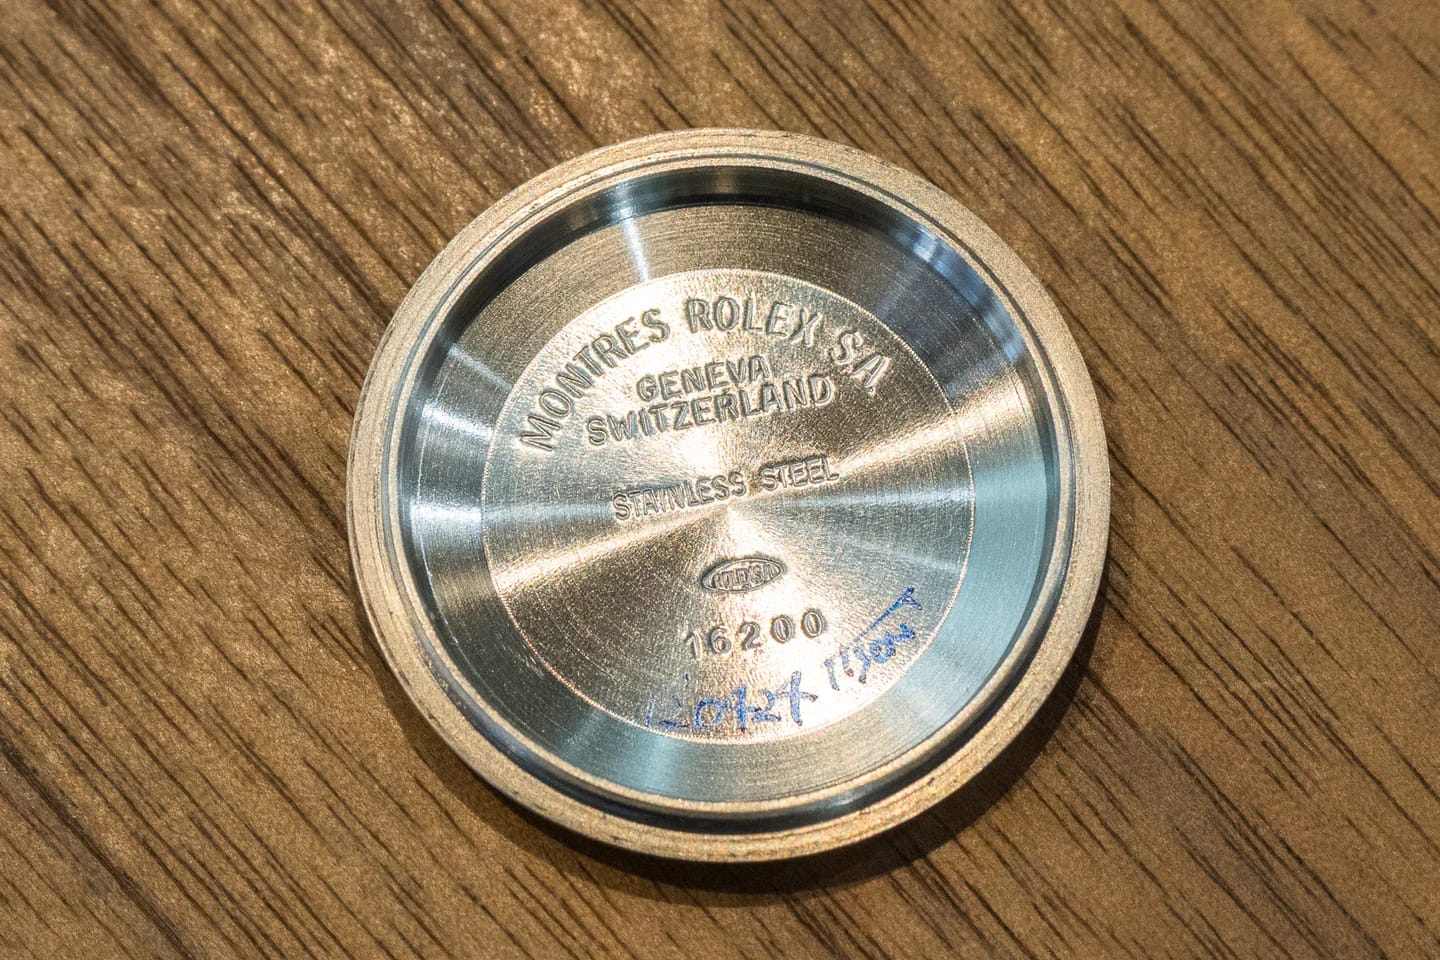 MONTRES ROLEX S.A
GENEVA
SWITZERLAND
STAINLESS STEEL
16200